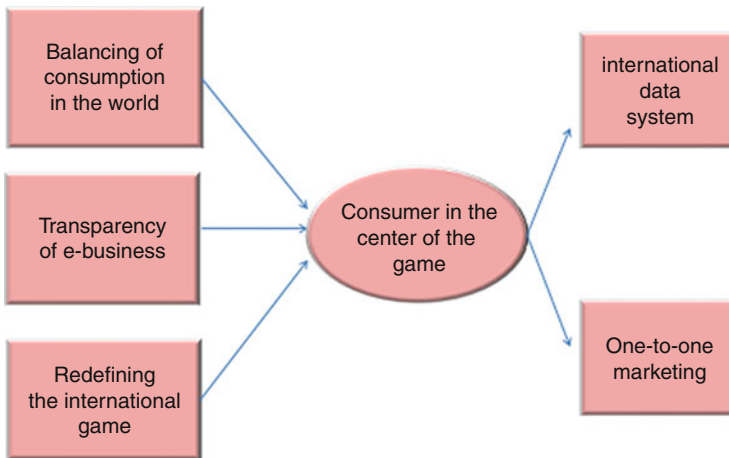 Balancing of
consumption
in the world
Transparency
of e-business
Redefining
the international
game
Consumer in the
center of the
game
international
data
system
One-to-one
marketing